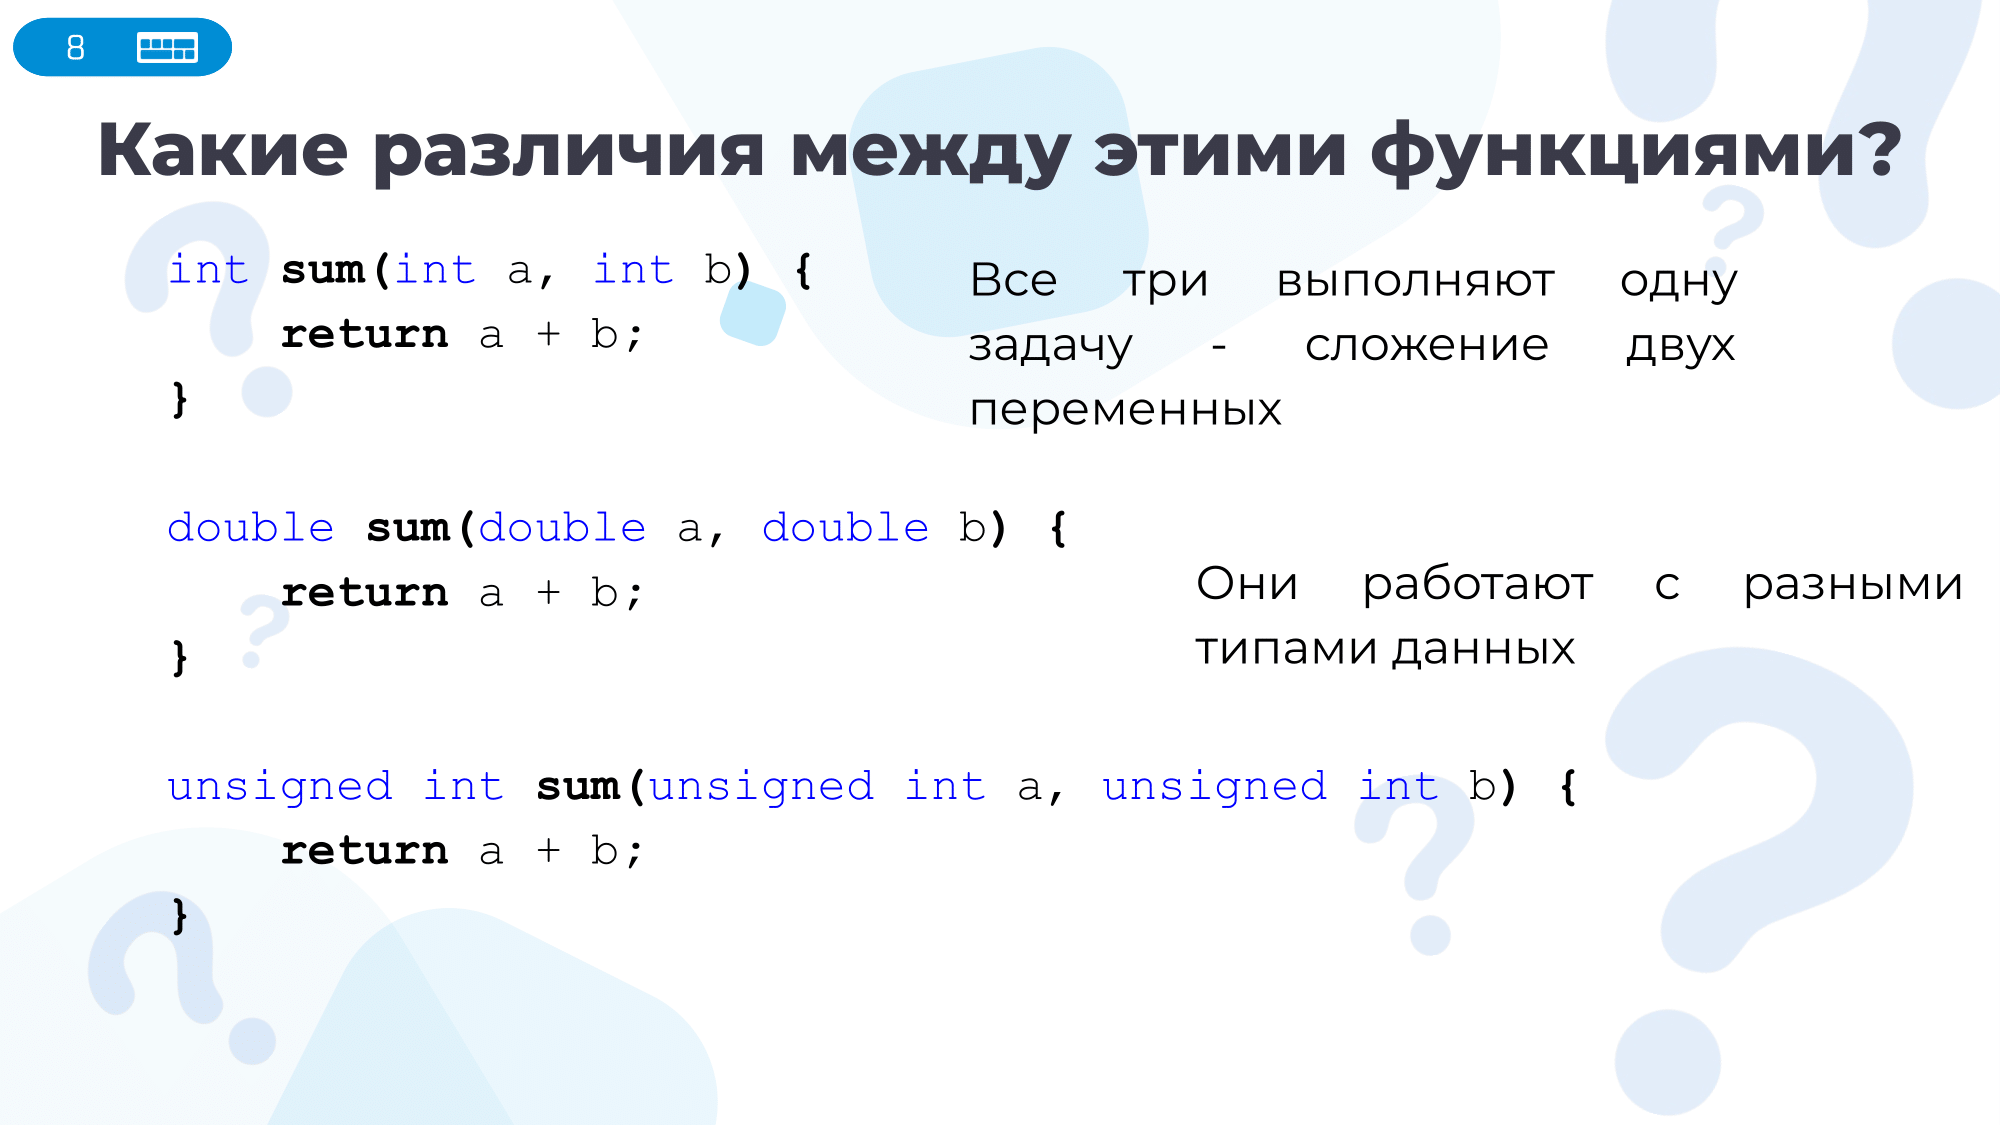 8
Какие различия между этими функциями?
int sum(int a, int b) {
    return a + b;
}
Все три выполняют одну
задачу - сложение двух
переменных
double sum(double a, double b) {
    return a + b;
}
Они работают с разными
типами данных
unsigned int sum(unsigned int a, unsigned int b) {
    return a + b;
}